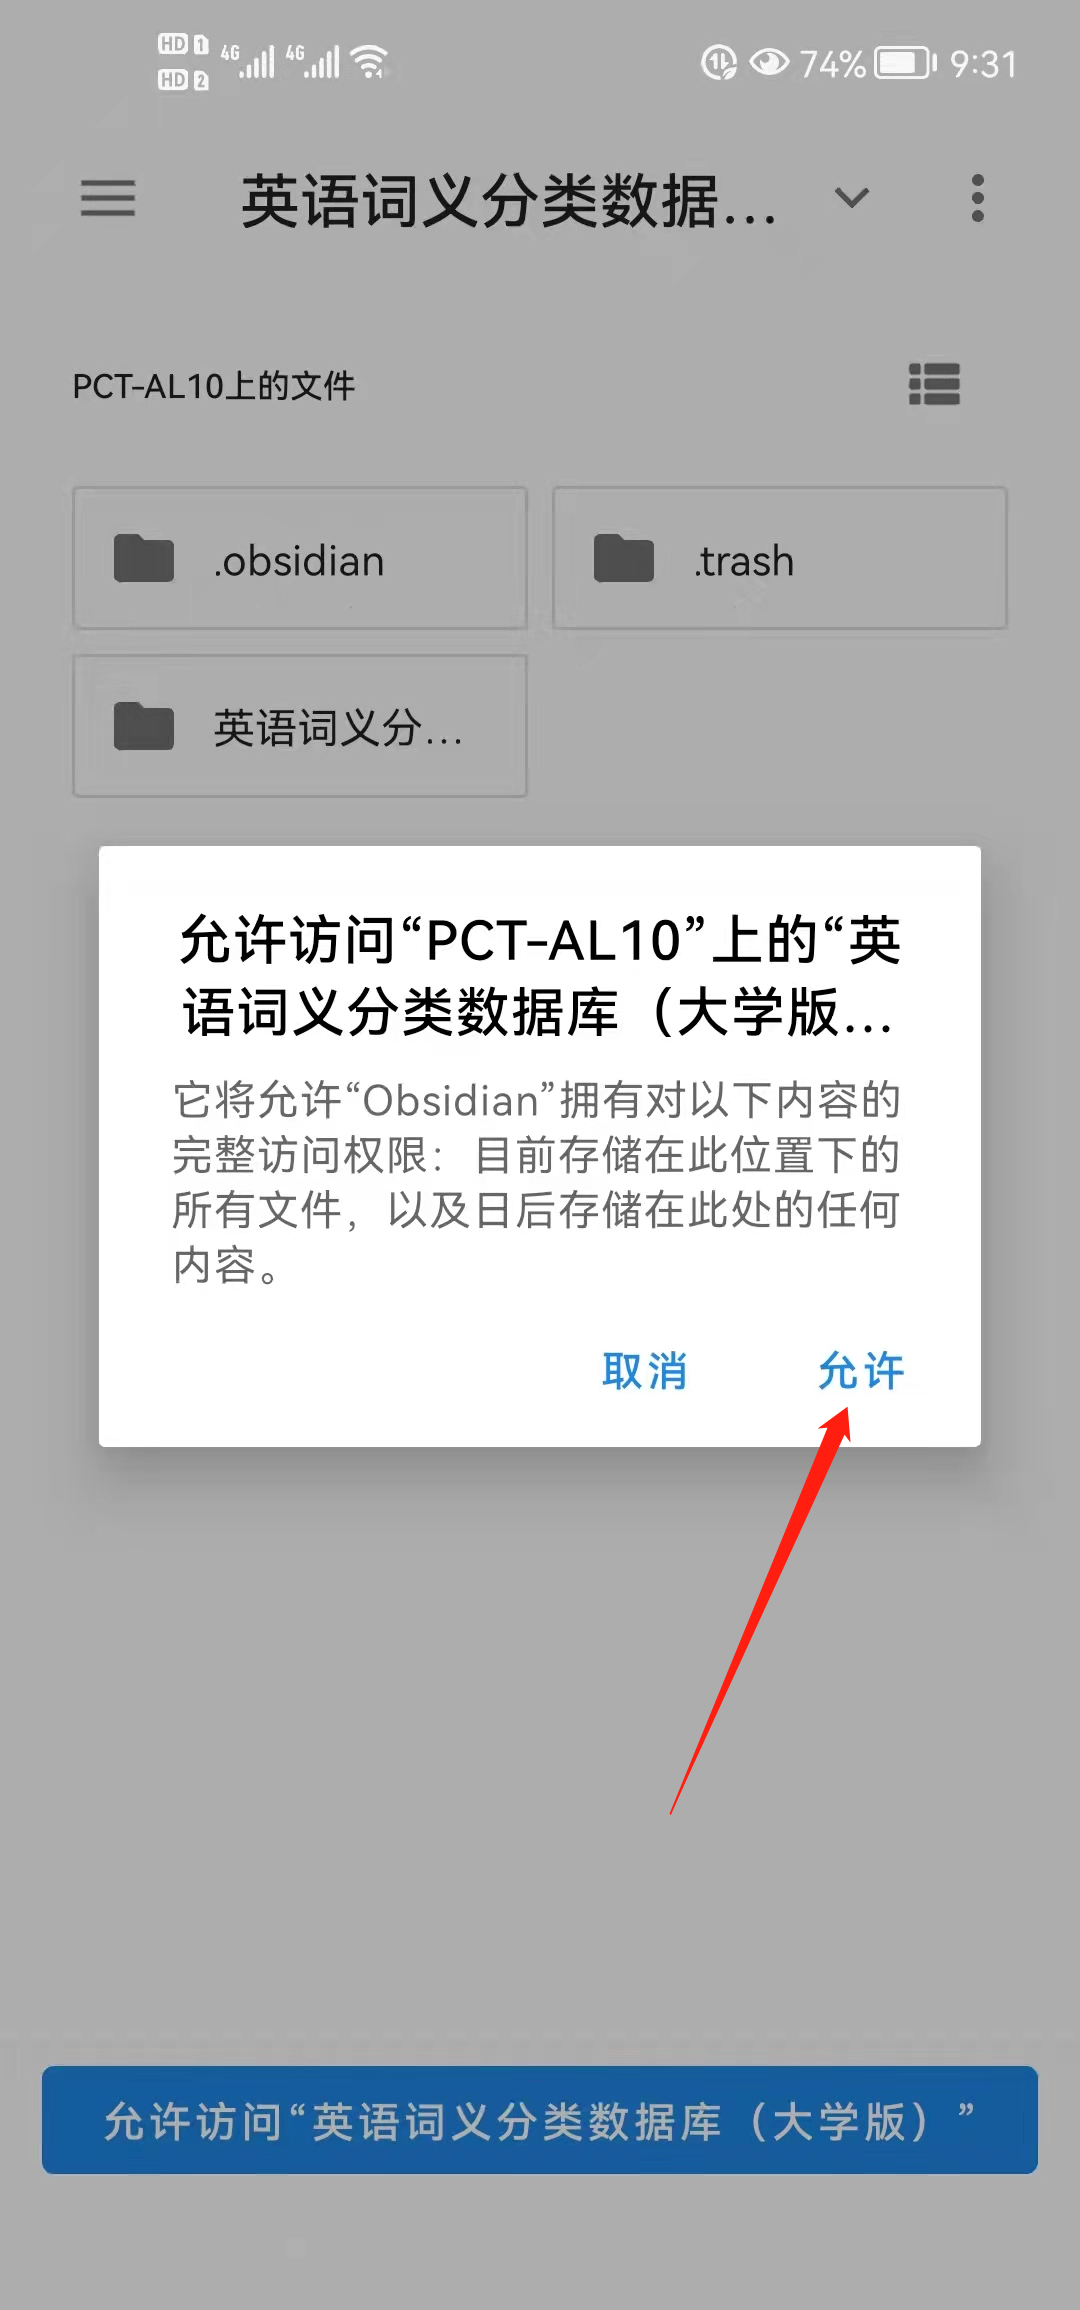 HD 1 4G 4G 74% 9:31
HD 2
英语词义分类数据...
PCT-AL10上的文件
.obsidian
.trash
英语词义分...
允许访问“PCT-AL10”上的“英
语词义分类数据库（大学版...
它将允许“Obsidian”拥有对以下内容的
完整访问权限：目前存储在此位置下的
所有文件，以及日后存储在此处的任何
内容。
取消 允许
允许访问“英语词义分类数据库（大学版）”